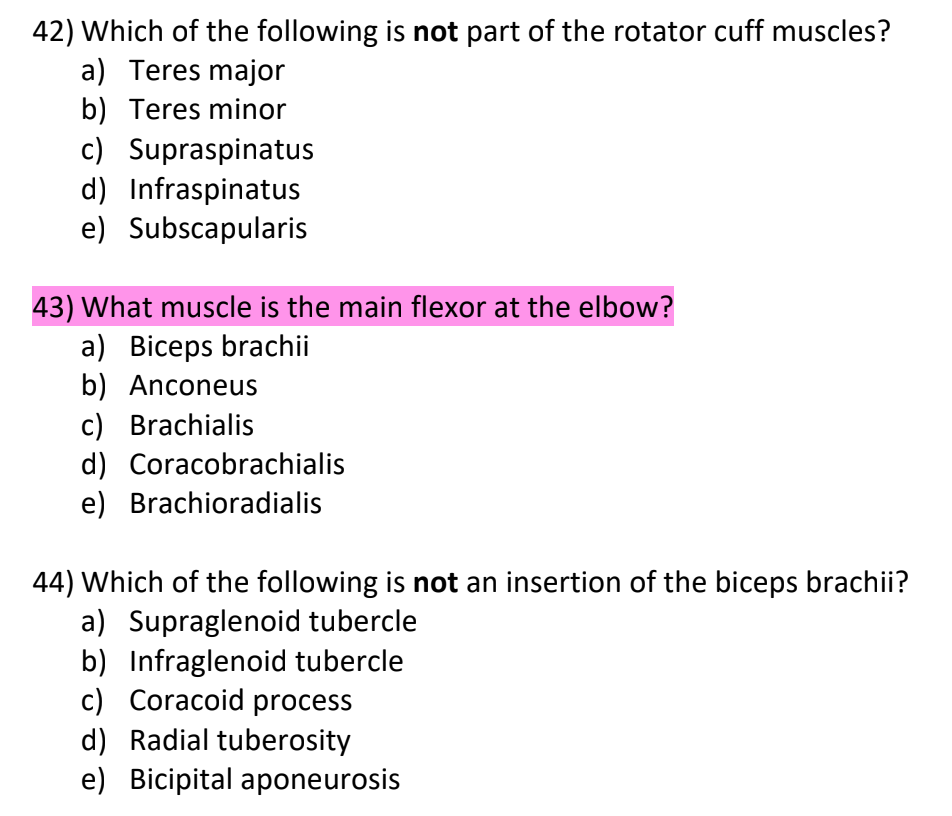 42) Which of the following is not part of the rotator cuff muscles?
a) Teres major
b) Teres minor
c) Supraspinatus
d) Infraspinatus
e) Subscapularis
43) What muscle is the main flexor at the elbow?
a) Biceps brachii
b) Anconeus
c) Brachialis
d) Coracobrachialis
e) Brachioradialis
44) Which of the following is not an insertion of the biceps brachii?
a) Supraglenoid tubercle
b) Infraglenoid tubercle
c) Coracoid process
d) Radial tuberosity
e) Bicipital aponeurosis